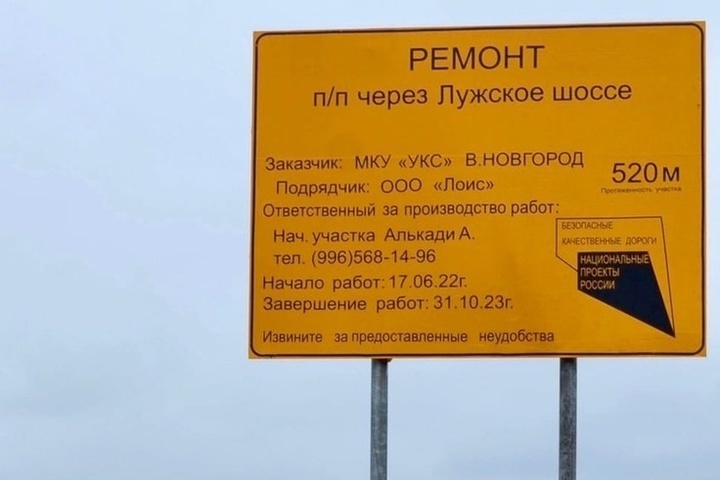 РЕМОНТ
п/п через Лужское шоссе
Заказчик: МКУ «УКС» В.НОВГОРОД
Подрядчик: ООО «Лоис»
520 м
Протяженность участка
Ответственный за производство работ:
Нач. участка Алькади А.
тел. (996)568-14-96
Начало работ: 17.06.22г.
Завершение работ: 31.10.23г.
Извините за предоставленные неудобства
БЕЗОПАСНЫЕ
КАЧЕСТВЕННЫЕ ДОРОГИ
НАЦИОНАЛЬНЫЕ
ПРОЕКТЫ
РОССИИ